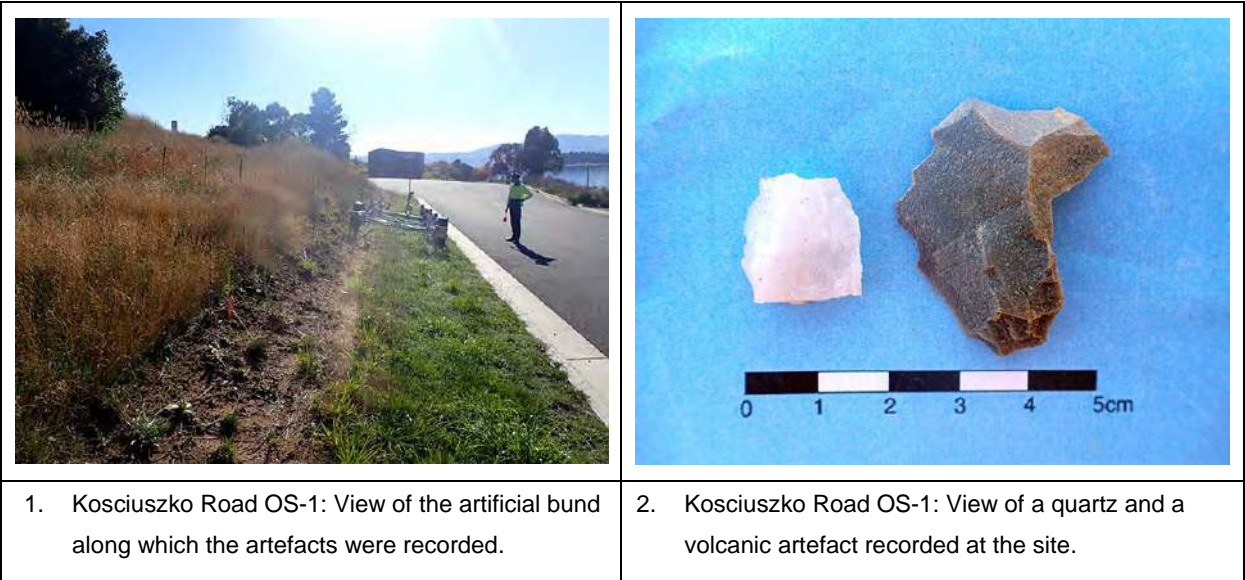 0 1 2 3 4 5cm
1. Kosciuszko Road OS-1: View of the artificial bund
along which the artefacts were recorded.
2. Kosciuszko Road OS-1: View of a quartz and a
volcanic artefact recorded at the site.